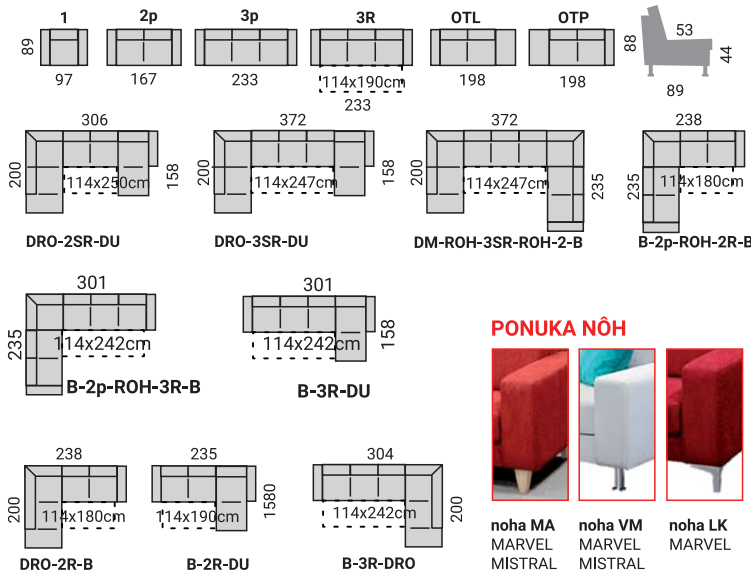 1 2p 3p 3R OTL OTP
89 88 53 44
97 167 233 114x190cm 233 198 198 89
306 372 372 238
200 114x250cm 158 200 114x247cm 158 200 114x247cm 235 235 114x180cm
DRO-2SR-DU DRO-3SR-DU DM-ROH-3SR-ROH-2-B B-2p-ROH-2R-B
301 301
235 114x242cm 114x242cm 158
B-2p-ROH-3R-B B-3R-DU
PONUKA NÔH
238 235 304
200 114x180cm 114x190cm 1580 114x242cm 200
DRO-2R-B B-2R-DU B-3R-DRO
noha MA noha VM noha LK
MARVEL MARVEL MARVEL
MISTRAL MISTRAL